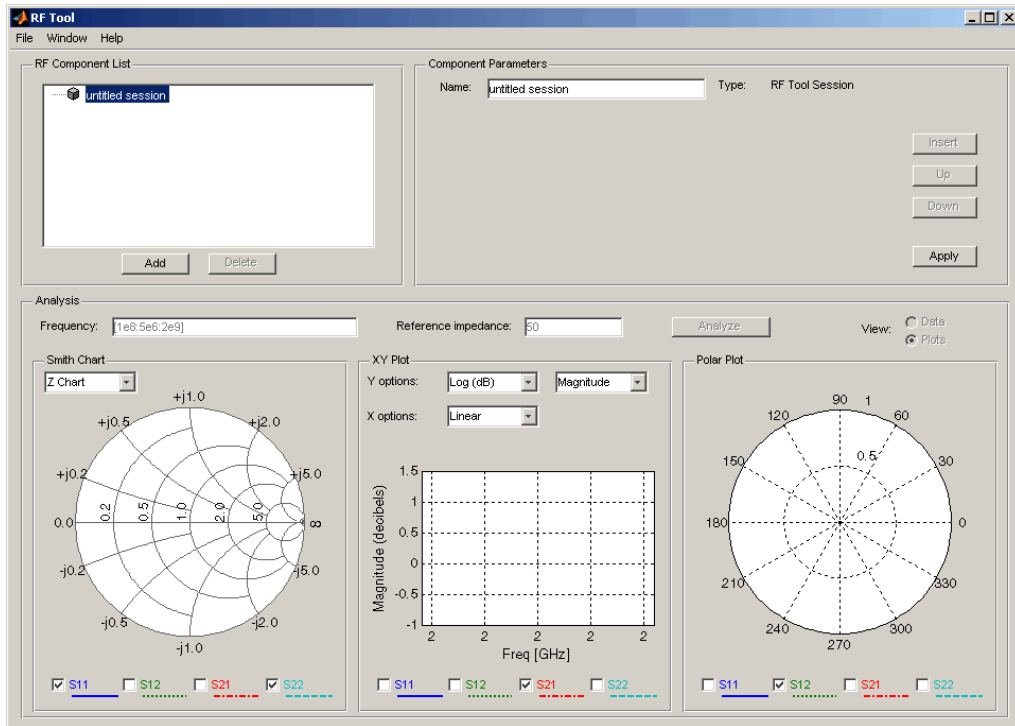 RF Tool
File Window Help
RF Component List
untitled session
Add Delete
Component Parameters
Name: untitled session Type: RF Tool Session
Insert
Up
Down
Apply
Analysis
Frequency: [1e8:5e6:2e9] Reference impedance: 50 Analyze View: Data
Plots
Smith Chart
Z Chart
+j1.0
+j0.5 +j2.0
+j0.2 +j5.0
0.0 0.2 0.5 1.0 2.0 5.0 ∞
-j0.2 -j5.0
-j0.5 -j2.0
-j1.0
S11 S12 S21 S22
XY Plot
Y options: Log (dB) Magnitude
X options: Linear
1.5
1
0.5
0
-0.5
-1
Magnitude (decibels)
2 2 2 2 2
Freq [GHz]
S11 S12 S21 S22
Polar Plot
90 1
120 60
0.5
150 30
180 0
210 330
240 300
270
S11 S12 S21 S22